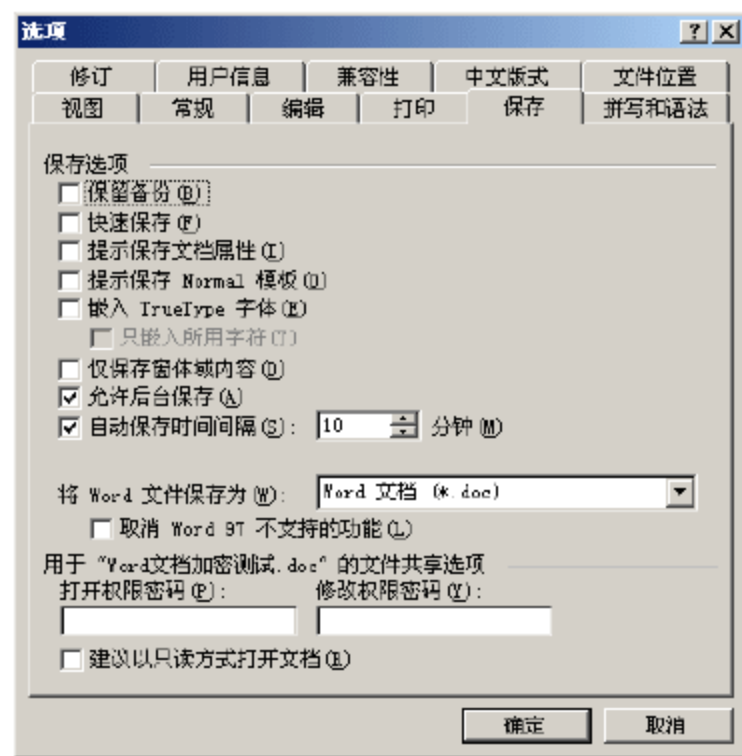 选项
修订 用户信息 兼容性 中文版式 文件位置
视图 常规 编辑 打印 保存 拼写和语法
保存选项
保留备份(B)
快速保存(F)
提示保存文档属性(I)
提示保存 Normal 模板(O)
嵌入 TrueType 字体(E)
只嵌入所用字符(T)
仅保存窗体域内容(D)
允许后台保存(A)
自动保存时间间隔(S): 10 分钟(M)
将 Word 文件保存为(W): Word 文档 (*.doc)
取消 Word 97 不支持的功能(L)
用于 “Word文档加密测试.doc” 的文件共享选项
打开权限密码(P): 修改权限密码(Y):
建议以只读方式打开文档(R)
确定 取消